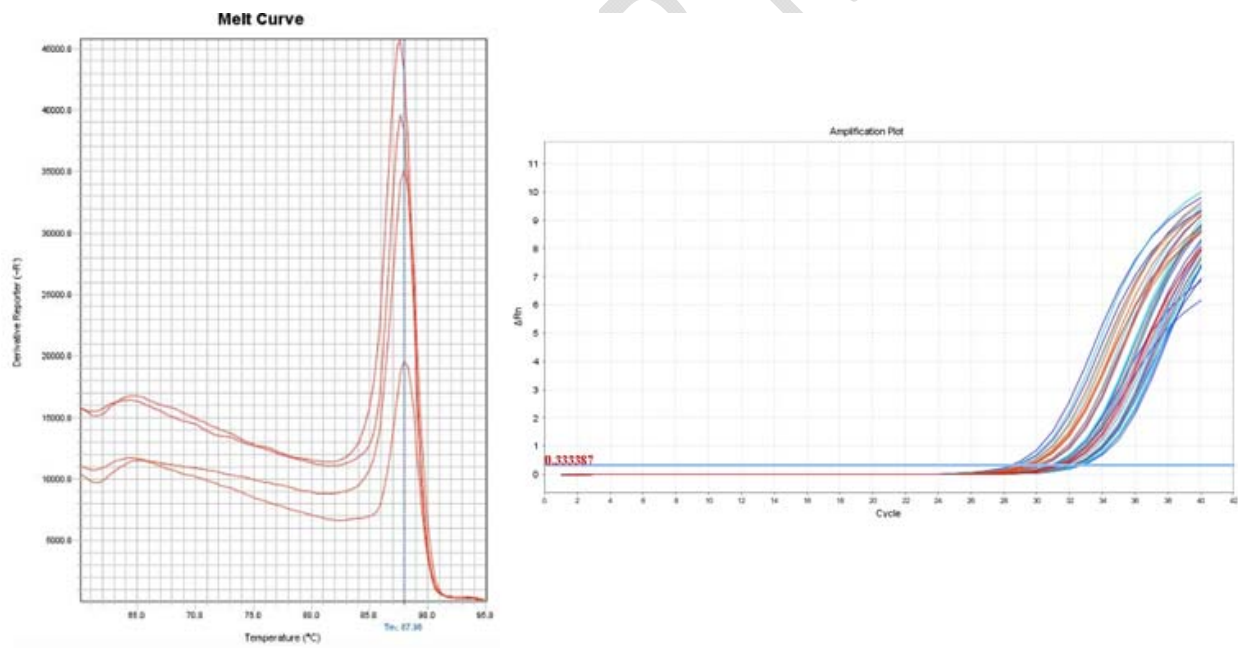 Melt Curve
45000.0
40000.0
35000.0
30000.0
25000.0
20000.0
15000.0
10000.0
5000.0
Derivative Reporter (-R')
65.0 70.0 75.0 80.0 85.0 90.0 95.0
Tm: 87.98
Temperature (°C)
Amplification Plot
11
10
9
8
7
6
5
4
3
2
1
0
ΔRn
0.333387
0 2 4 6 8 10 12 14 16 18 20 22 24 26 28 30 32 34 36 38 40 42
Cycle